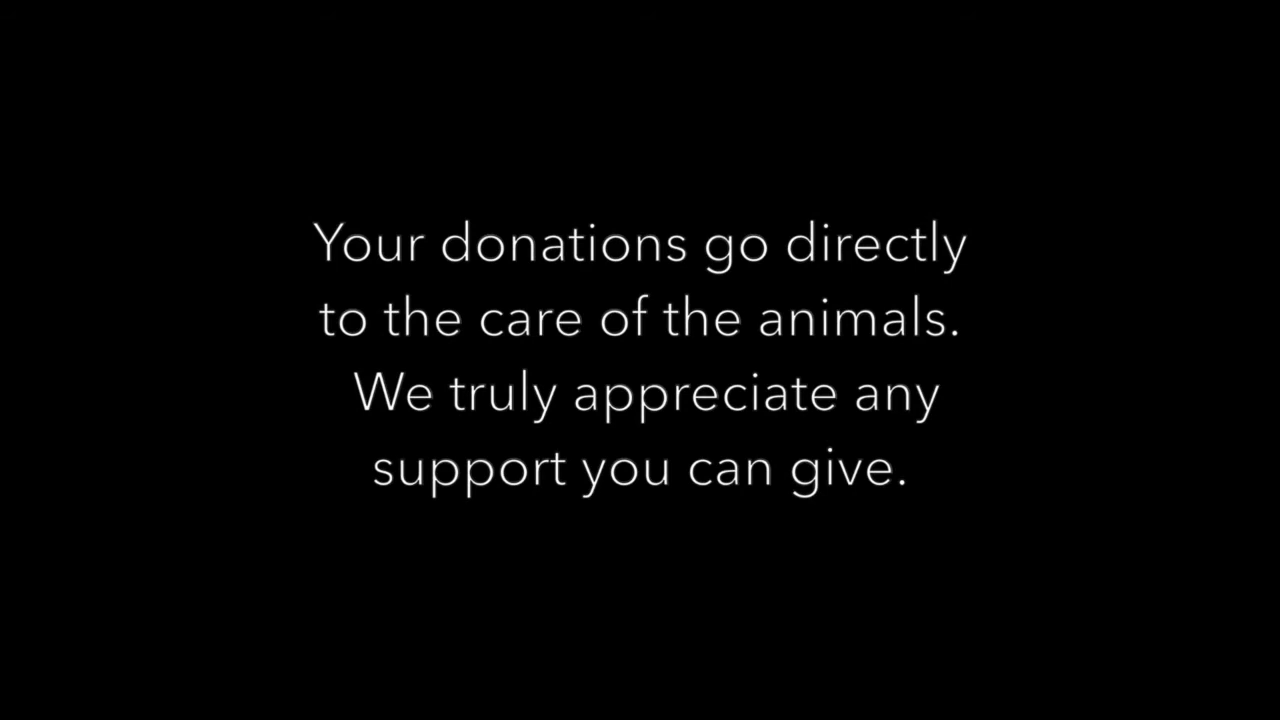 Your donations go directly
to the care of the animals.
We truly appreciate any
support you can give.